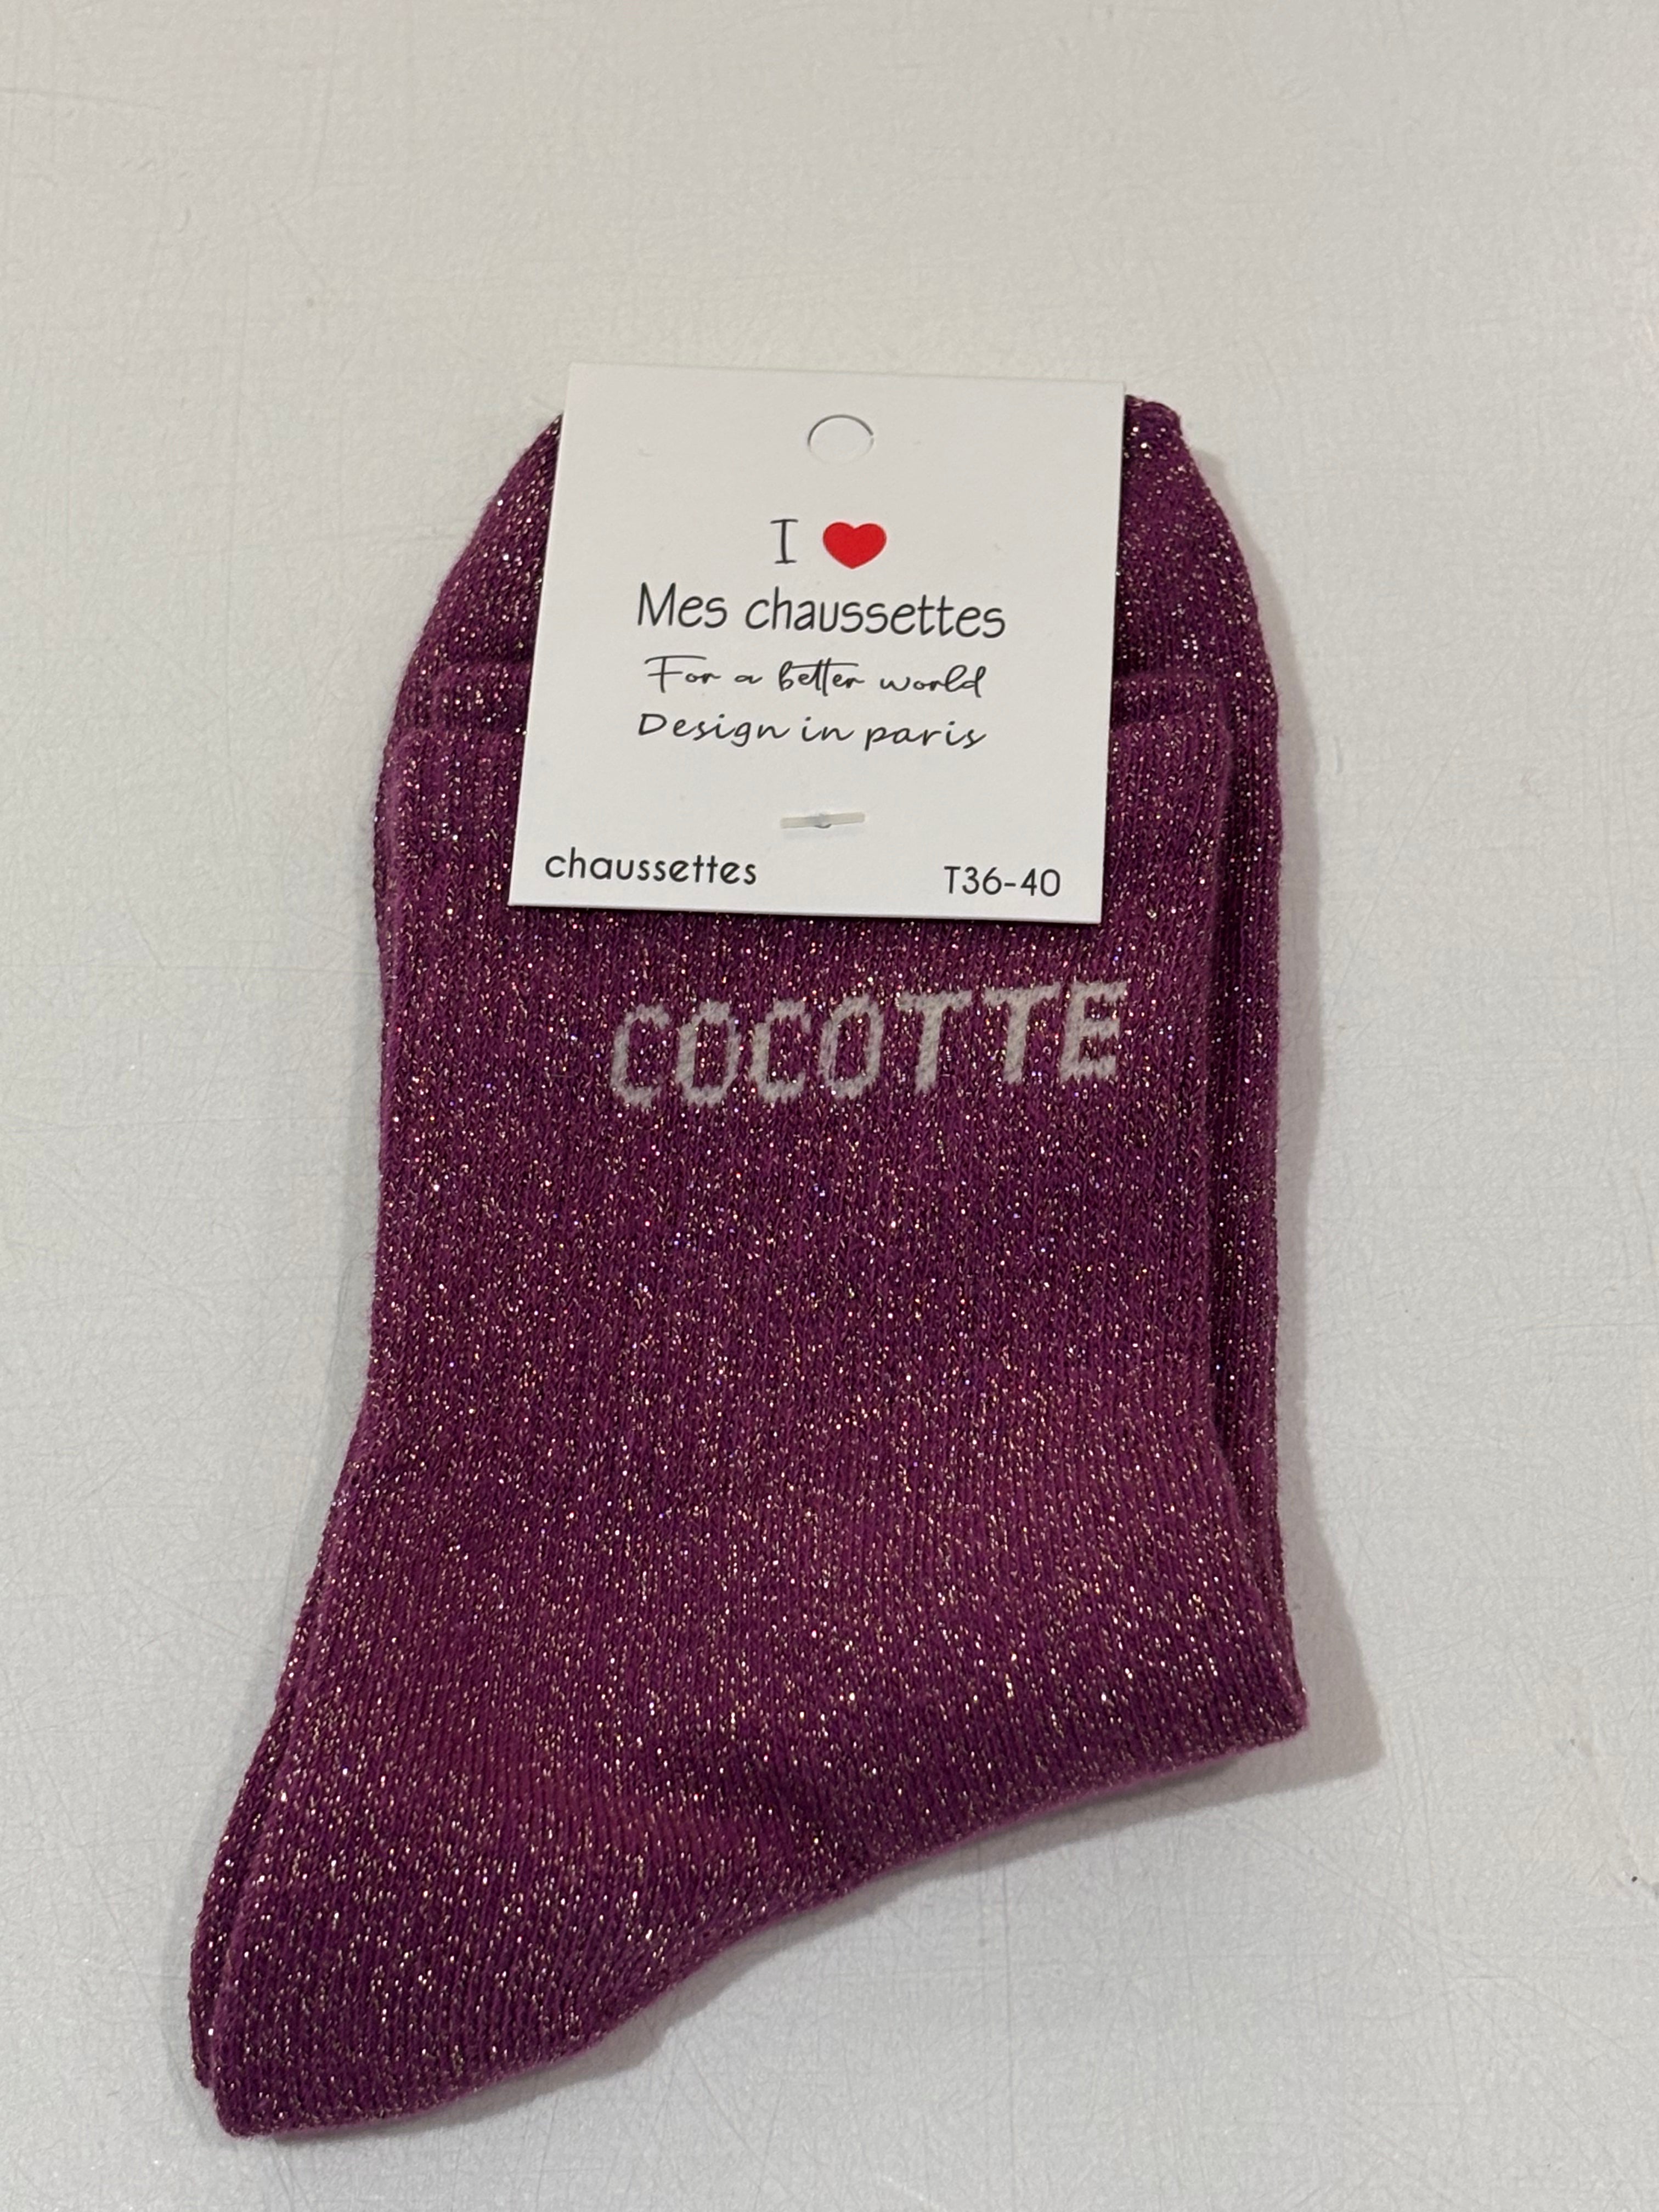 I ❤
Mes chaussettes
For a better world
Design in paris
chaussettes T36-40
COCOTTE